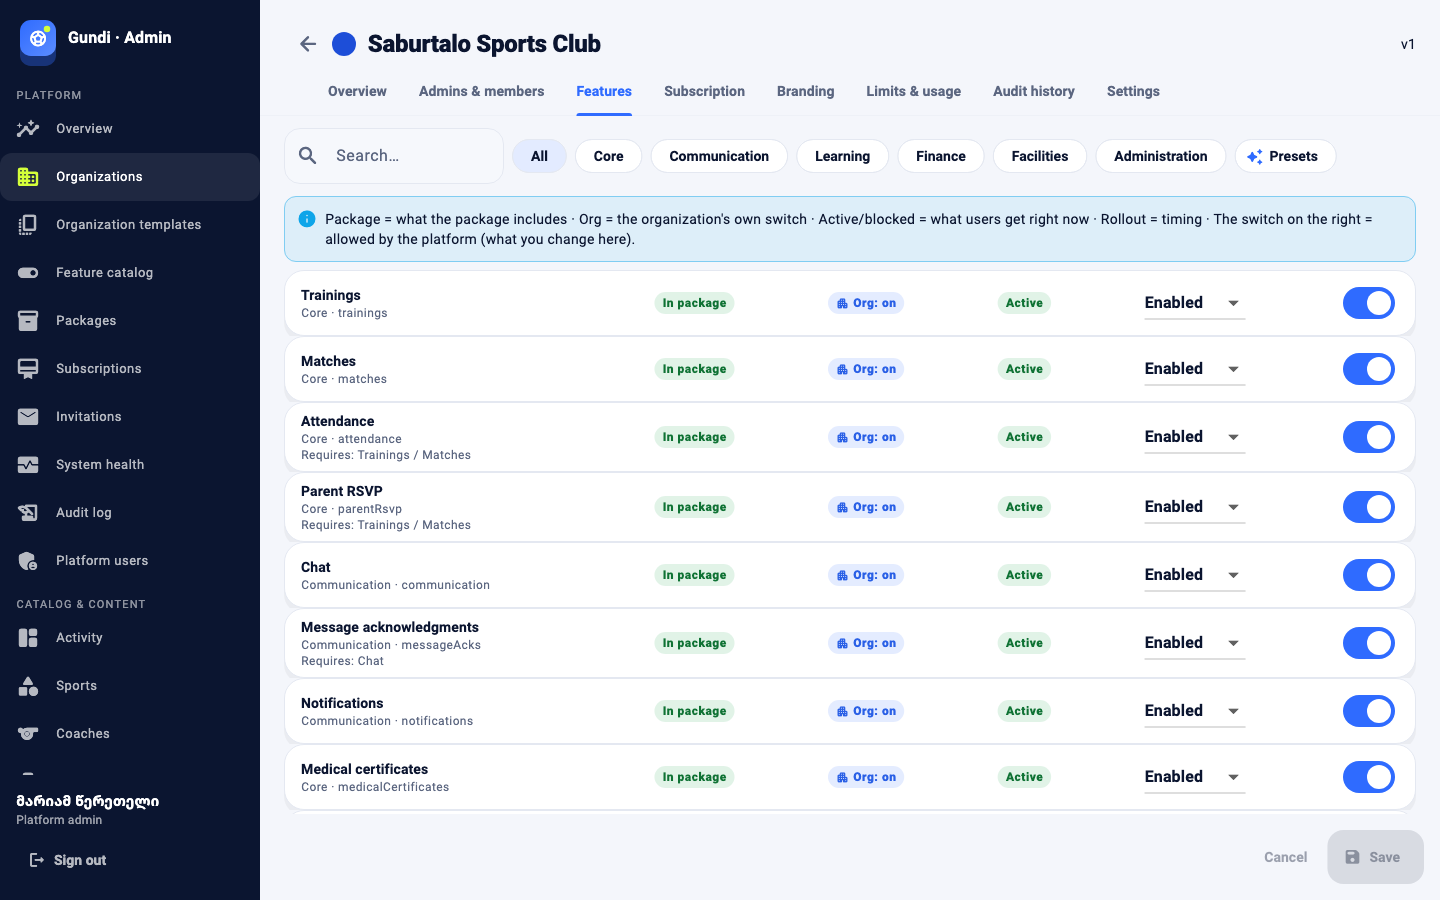 Gundi · Admin
PLATFORM
Overview
Organizations
Organization templates
Feature catalog
Packages
Subscriptions
Invitations
System health
Audit log
Platform users
CATALOG & CONTENT
Activity
Sports
Coaches
მარიამ წერეთელი
Platform admin
Sign out
Saburtalo Sports Club
v1
Overview Admins & members Features Subscription Branding Limits & usage Audit history Settings
Search...
All Core Communication Learning Finance Facilities Administration Presets
Package = what the package includes · Org = the organization's own switch · Active/blocked = what users get right now · Rollout = timing · The switch on the right =
allowed by the platform (what you change here).
Trainings
Core · trainings
In package Org: on Active Enabled
Matches
Core · matches
In package Org: on Active Enabled
Attendance
Core · attendance
Requires: Trainings / Matches
In package Org: on Active Enabled
Parent RSVP
Core · parentRsvp
Requires: Trainings / Matches
In package Org: on Active Enabled
Chat
Communication · communication
In package Org: on Active Enabled
Message acknowledgments
Communication · messageAcks
Requires: Chat
In package Org: on Active Enabled
Notifications
Communication · notifications
In package Org: on Active Enabled
Medical certificates
Core · medicalCertificates
In package Org: on Active Enabled
Cancel Save